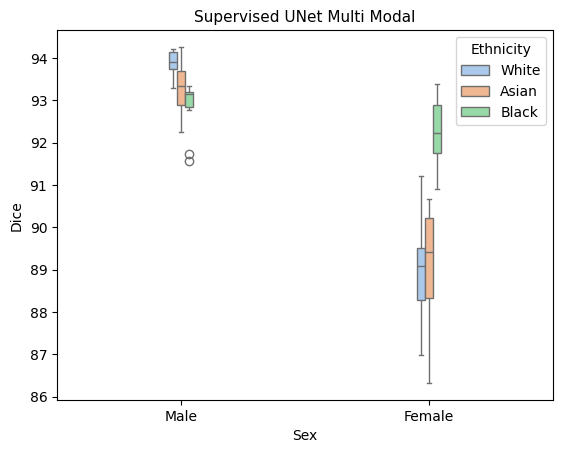 Supervised UNet Multi Modal
Ethnicity
White
Asian
Black
94
93
92
91
90
89
88
87
86
Dice
Male
Female
Sex